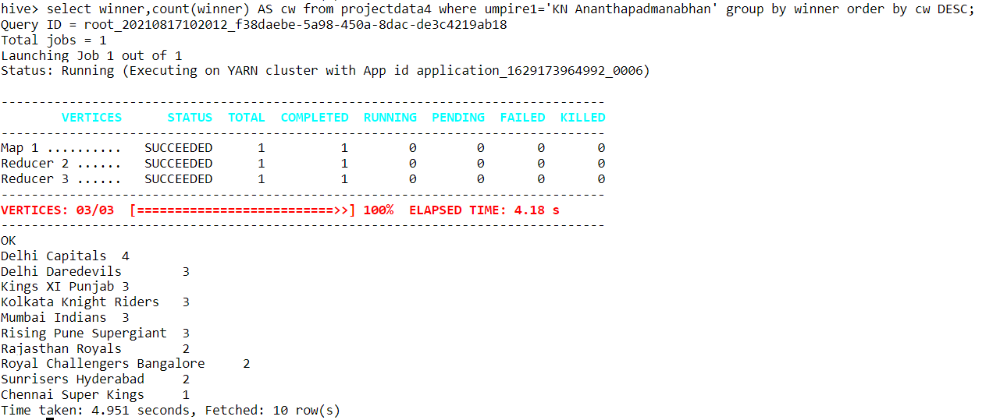 hive> select winner,count(winner) AS cw from projectdata4 where umpire1='KN Ananthapadmanabhan' group by winner order by cw DESC;
Query ID = root_20210817102012_f38daebe-5a98-450a-8dac-de3c4219ab18
Total jobs = 1
Launching Job 1 out of 1
Status: Running (Executing on YARN cluster with App id application_1629173964992_0006)
--------------------------------------------------------------------------------
        VERTICES      STATUS  TOTAL  COMPLETED  RUNNING  PENDING  FAILED  KILLED
--------------------------------------------------------------------------------
Map 1 ..........   SUCCEEDED      1          1        0        0       0       0
Reducer 2 ......   SUCCEEDED      1          1        0        0       0       0
Reducer 3 ......   SUCCEEDED      1          1        0        0       0       0
--------------------------------------------------------------------------------
VERTICES: 03/03  [==========================>>] 100%  ELAPSED TIME: 4.18 s
--------------------------------------------------------------------------------
OK
Delhi Capitals  4
Delhi Daredevils        3
Kings XI Punjab 3
Kolkata Knight Riders   3
Mumbai Indians  3
Rising Pune Supergiant  3
Rajasthan Royals        2
Royal Challengers Bangalore     2
Sunrisers Hyderabad     2
Chennai Super Kings     1
Time taken: 4.951 seconds, Fetched: 10 row(s)